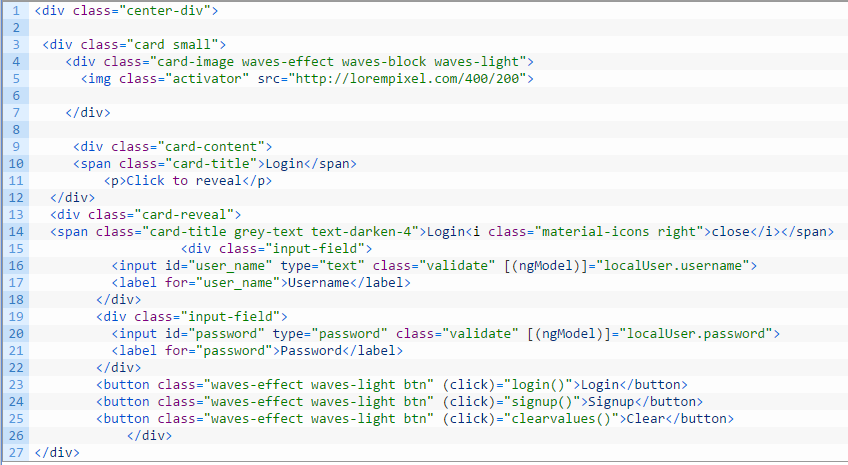 1 <div class="center-div">
2
3 <div class="card small">
4 <div class="card-image waves-effect waves-block waves-light">
5 <img class="activator" src="http://lorempixel.com/400/200">
6
7 </div>
8
9 <div class="card-content">
10 <span class="card-title">Login</span>
11 <p>Click to reveal</p>
12 </div>
13 <div class="card-reveal">
14 <span class="card-title grey-text text-darken-4">Login<i class="material-icons right">close</i></span>
15 <div class="input-field">
16 <input id="user_name" type="text" class="validate" [(ngModel)]="localUser.username">
17 <label for="user_name">Username</label>
18 </div>
19 <div class="input-field">
20 <input id="password" type="password" class="validate" [(ngModel)]="localUser.password">
21 <label for="password">Password</label>
22 </div>
23 <button class="waves-effect waves-light btn" (click)="login()">Login</button>
24 <button class="waves-effect waves-light btn" (click)="signup()">Signup</button>
25 <button class="waves-effect waves-light btn" (click)="clearvalues()">Clear</button>
26 </div>
27 </div>